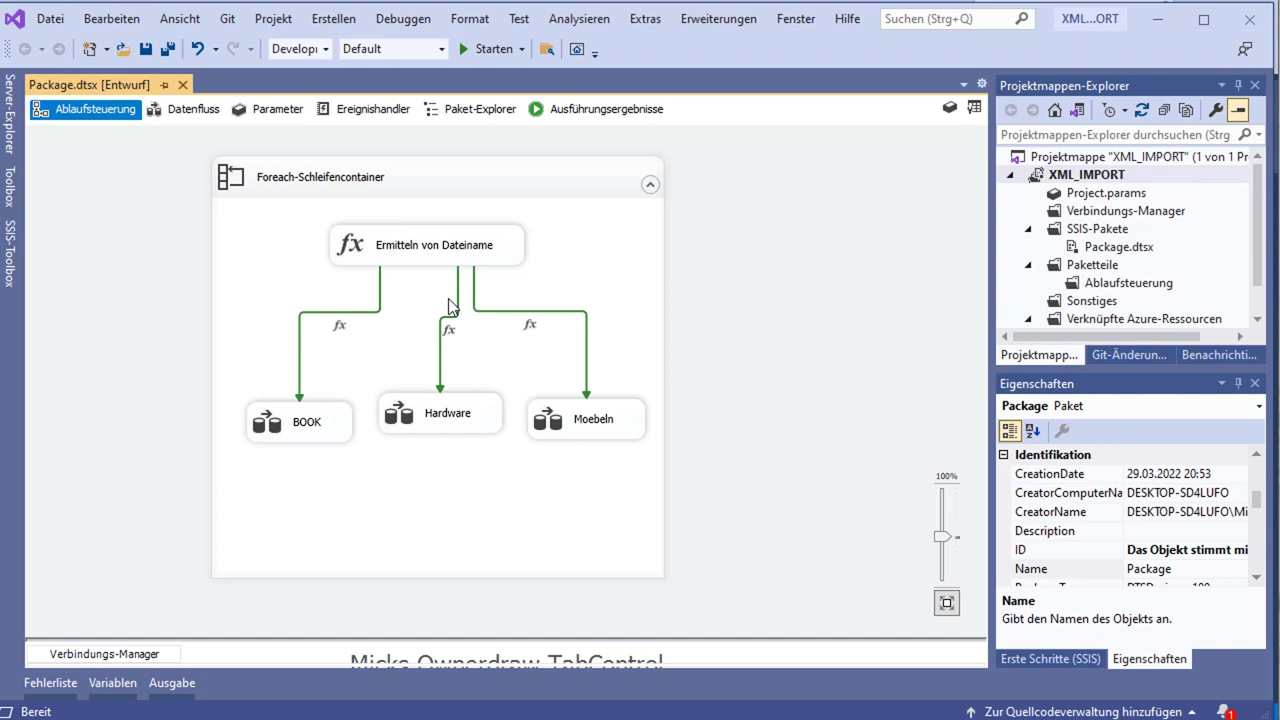 Datei Bearbeiten Ansicht Git Projekt Erstellen Debuggen Format Test Analysieren Extras Erweiterungen Fenster Hilfe Suchen (Strg+Q) XML...ORT
Developi Default Starten
Package.dtsx [Entwurf]
Ablaufsteuerung Datenfluss Parameter Ereignishandler Paket-Explorer Ausführungsergebnisse
Server-Explorer
Toolbox
SSIS-Toolbox
Foreach-Schleifencontainer
fx Ermitteln von Dateiname
fx fx fx
BOOK Hardware Moebeln
100%
Verbindungs-Manager
Micks Ownerdraw TabControl
Fehlerliste Variablen Ausgabe
Projektmappen-Explorer
Projektmappen-Explorer durchsuchen (Strg
Projektmappe "XML_IMPORT" (1 von 1 Pr
XML_IMPORT
Project.params
Verbindungs-Manager
SSIS-Pakete
Package.dtsx
Paketteile
Ablaufsteuerung
Sonstiges
Verknüpfte Azure-Ressourcen
Projektmapp... Git-Änderun... Benachrichti...
Eigenschaften
Package Paket
Identifikation
CreationDate 29.03.2022 20:53
CreatorComputerNa DESKTOP-SD4LUFO
CreatorName DESKTOP-SD4LUFO\Mi
Description
ID Das Objekt stimmt mi
Name Package
Name
Gibt den Namen des Objekts an.
Erste Schritte (SSIS) Eigenschaften
Bereit Zur Quellcodeverwaltung hinzufügen 1